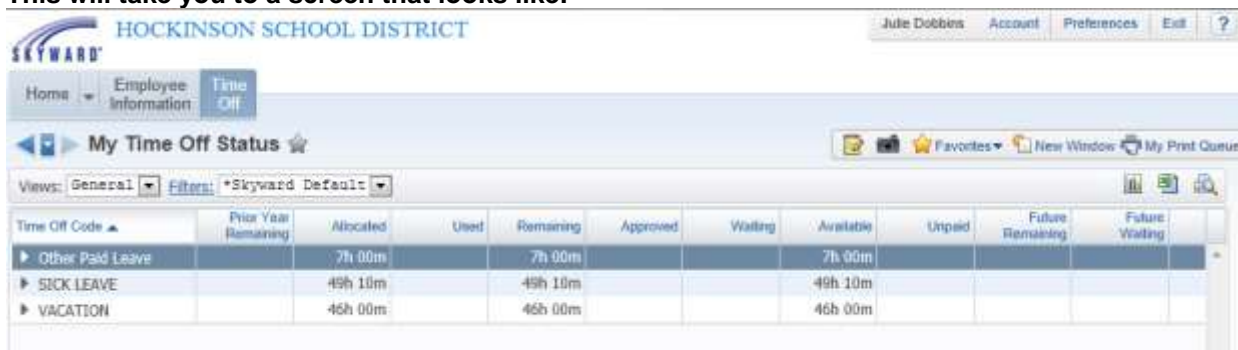 This will take you to a screen that looks like:
HOCKINSON SCHOOL DISTRICT
SKYWARD
Julie Dobbins Account Preferences Exit ?
Home Employee Information Time Off
My Time Off Status
Favorites New Window My Print Queue
Views: General Filters: *Skyward Default
Time Off Code Prior Year Remaining Allocated Used Remaining Approved Waiting Available Unpaid Future Remaining Future Waiting
Other Paid Leave 7h 00m 7h 00m 7h 00m
SICK LEAVE 49h 10m 49h 10m 49h 10m
VACATION 46h 00m 46h 00m 46h 00m